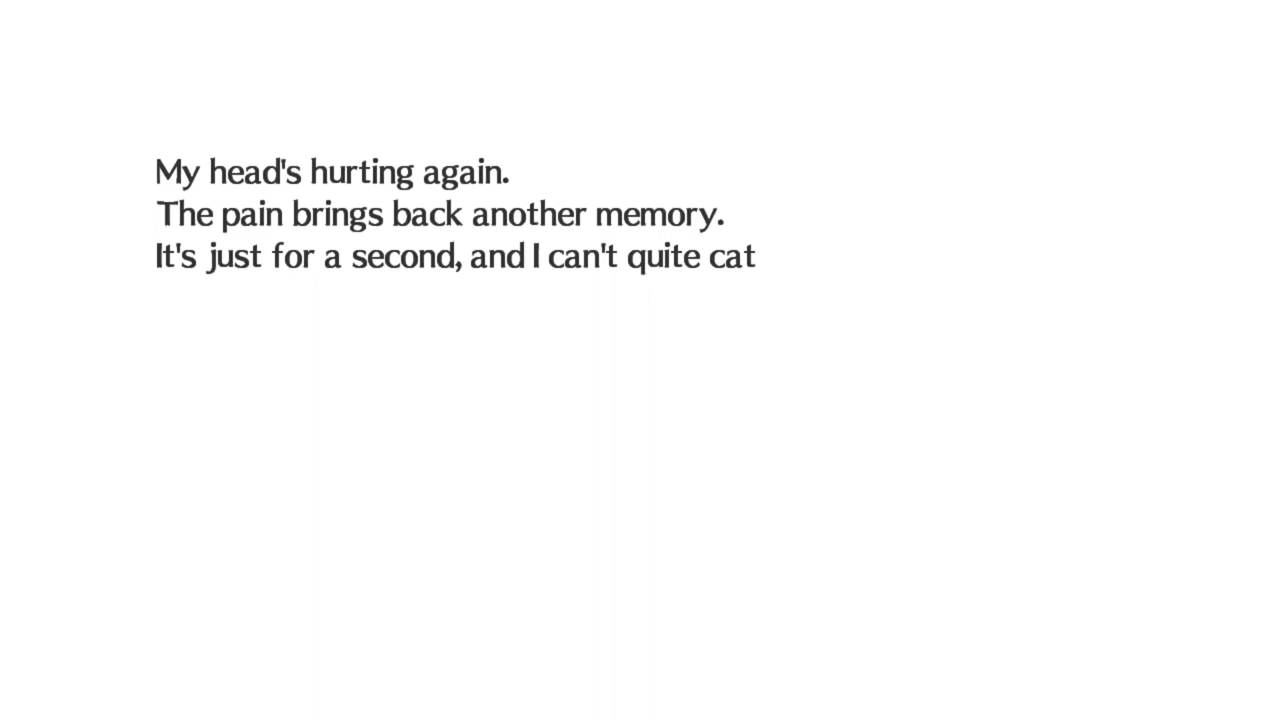 My head's hurting again.
The pain brings back another memory.
It's just for a second, and I can't quite cat